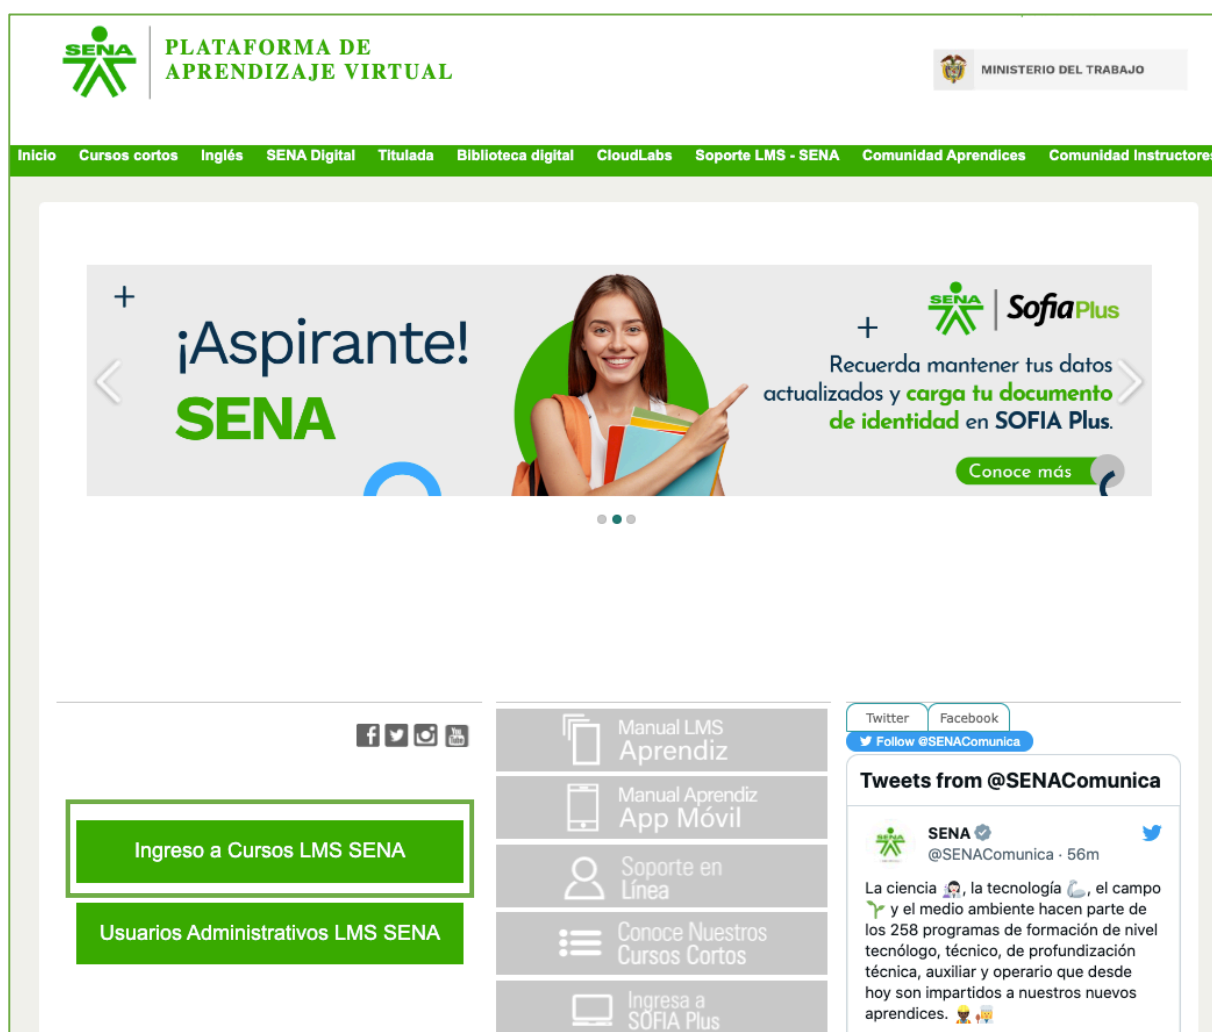 SENA
PLATAFORMA DE
APRENDIZAJE VIRTUAL
MINISTERIO DEL TRABAJO
Inicio Cursos cortos Inglés SENA Digital Titulada Biblioteca digital CloudLabs Soporte LMS - SENA Comunidad Aprendices Comunidad Instructores
¡Aspirante!
SENA
SENA
Sofia Plus
Recuerda mantener tus datos
actualizados y carga tu documento
de identidad en SOFIA Plus.
Conoce más
You Tube
Ingreso a Cursos LMS SENA
Usuarios Administrativos LMS SENA
Manual LMS
Aprendiz
Manual Aprendiz
App Móvil
Soporte en
Línea
Conoce Nuestros
Cursos Cortos
Ingresa a
SOFIA Plus
Twitter Facebook
Follow @SENAComunica
Tweets from @SENAComunica
SENA
SENA
@SENAComunica · 56m
La ciencia 👩🏻‍🔬, la tecnología 🦾, el campo
🌱 y el medio ambiente hacen parte de
los 258 programas de formación de nivel
tecnólogo, técnico, de profundización
técnica, auxiliar y operario que desde
hoy son impartidos a nuestros nuevos
aprendices.